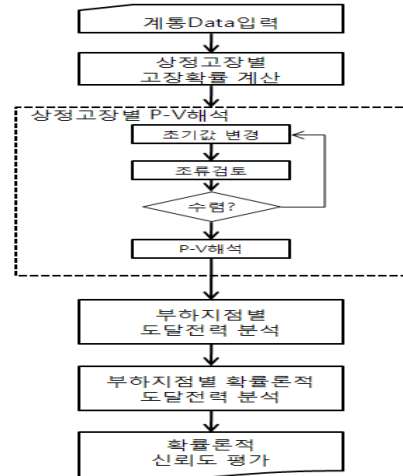 계통Data입력
상정고장별
고장확률 계산
상정고장별 P-V해석
초기값 변경
조류검토
수렴?
P-V해석
부하지점별
도달전력 분석
부하지점별 확률론적
도달전력 분석
확률론적
신뢰도 평가